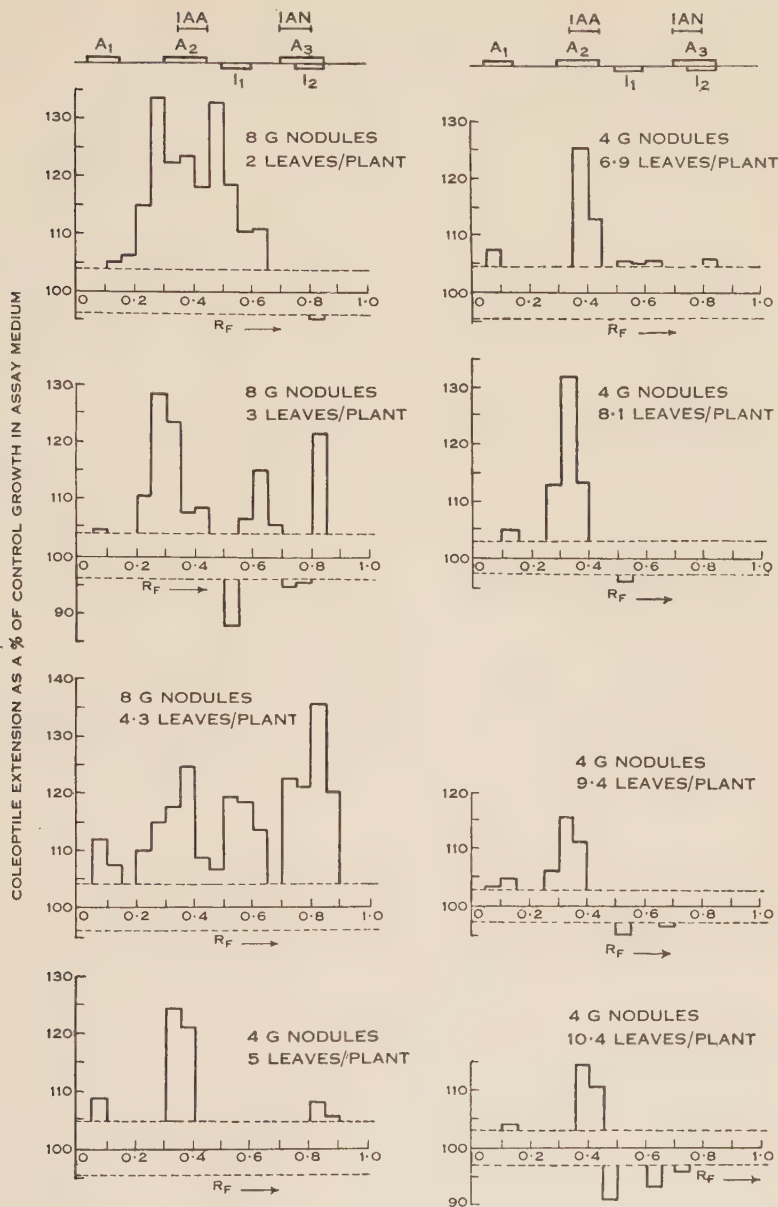 IAA IAN
A1 A2 A3
I1 I2
IAA IAN
A1 A2 A3
I1 I2
COLEOPTILE EXTENSION AS A % OF CONTROL GROWTH IN ASSAY MEDIUM
8 G NODULES
2 LEAVES/PLANT
130
120
110
100
0 0·2 0·4 0·6 0·8 1·0
RF →
8 G NODULES
3 LEAVES/PLANT
130
120
110
100
0 0·2 0·4 0·6 0·8 1·0
90
RF →
8 G NODULES
4·3 LEAVES/PLANT
140
130
120
110
100
0 0·2 0·4 0·6 0·8 1·0
RF →
4 G NODULES
5 LEAVES/PLANT
130
120
110
100
0 0·2 0·4 0·6 0·8 1·0
RF →
4 G NODULES
6·9 LEAVES/PLANT
130
120
110
100
0 0·2 0·4 0·6 0·8 1·0
RF →
4 G NODULES
8·1 LEAVES/PLANT
130
120
110
100
0 0·2 0·4 0·6 0·8 1·0
RF →
4 G NODULES
9·4 LEAVES/PLANT
120
110
100
0 0·2 0·4 0·6 0·8 1·0
RF →
4 G NODULES
10·4 LEAVES/PLANT
110
100
0 0·2 0·4 0·6 0·8 1·0
90
RF →